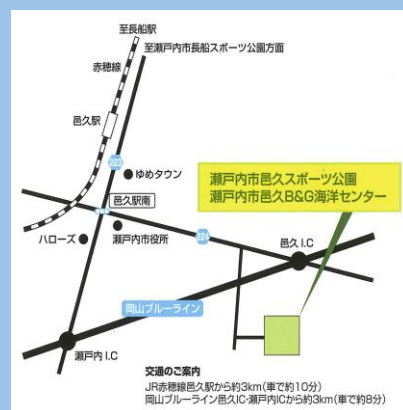 至長船駅
至瀬戸内市長船スポーツ公園方面
赤穂線
邑久駅
223
ゆめタウン
瀬戸内市邑久スポーツ公園
瀬戸内市邑久B&G海洋センター
邑久駅南
ハローズ
瀬戸内市役所
224
邑久I.C
岡山ブルーライン
瀬戸内I.C
交通のご案内
JR赤穂線邑久駅から約3km(車で約10分)
岡山ブルーライン邑久IC・瀬戸内ICから約3km(車で約8分)